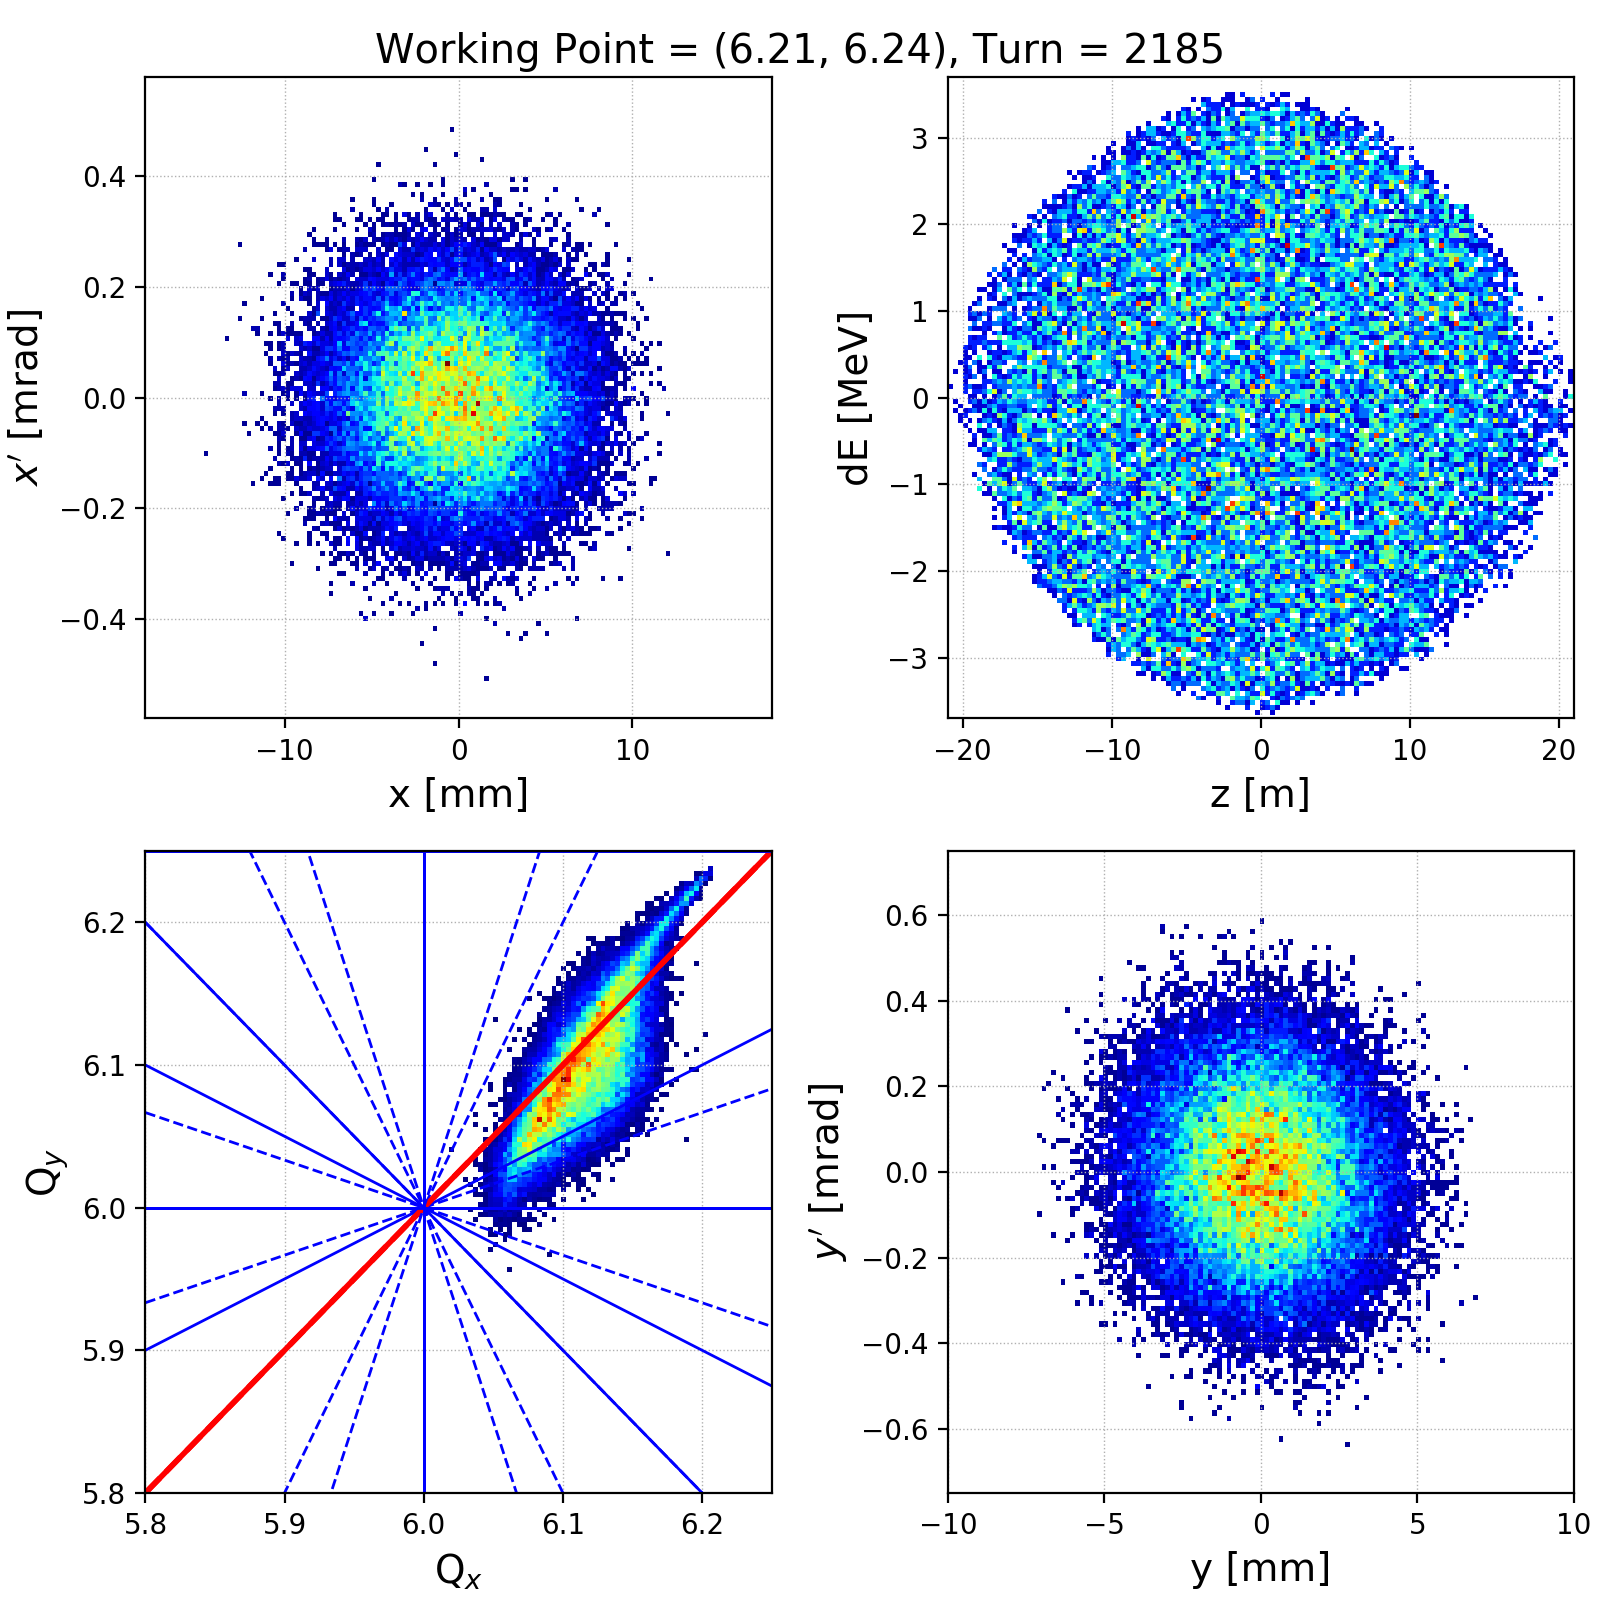 Working Point = (6.21, 6.24), Turn = 2185
0.4
0.2
0.0
−0.2
−0.4
x′ [mrad]
−10 0 10
x [mm]
3
2
1
0
−1
−2
−3
dE [MeV]
−20 −10 0 10 20
z [m]
6.2
6.1
6.0
5.9
5.8
Qy
5.8 5.9 6.0 6.1 6.2
Qx
0.6
0.4
0.2
0.0
−0.2
−0.4
−0.6
y′ [mrad]
−10 −5 0 5 10
y [mm]